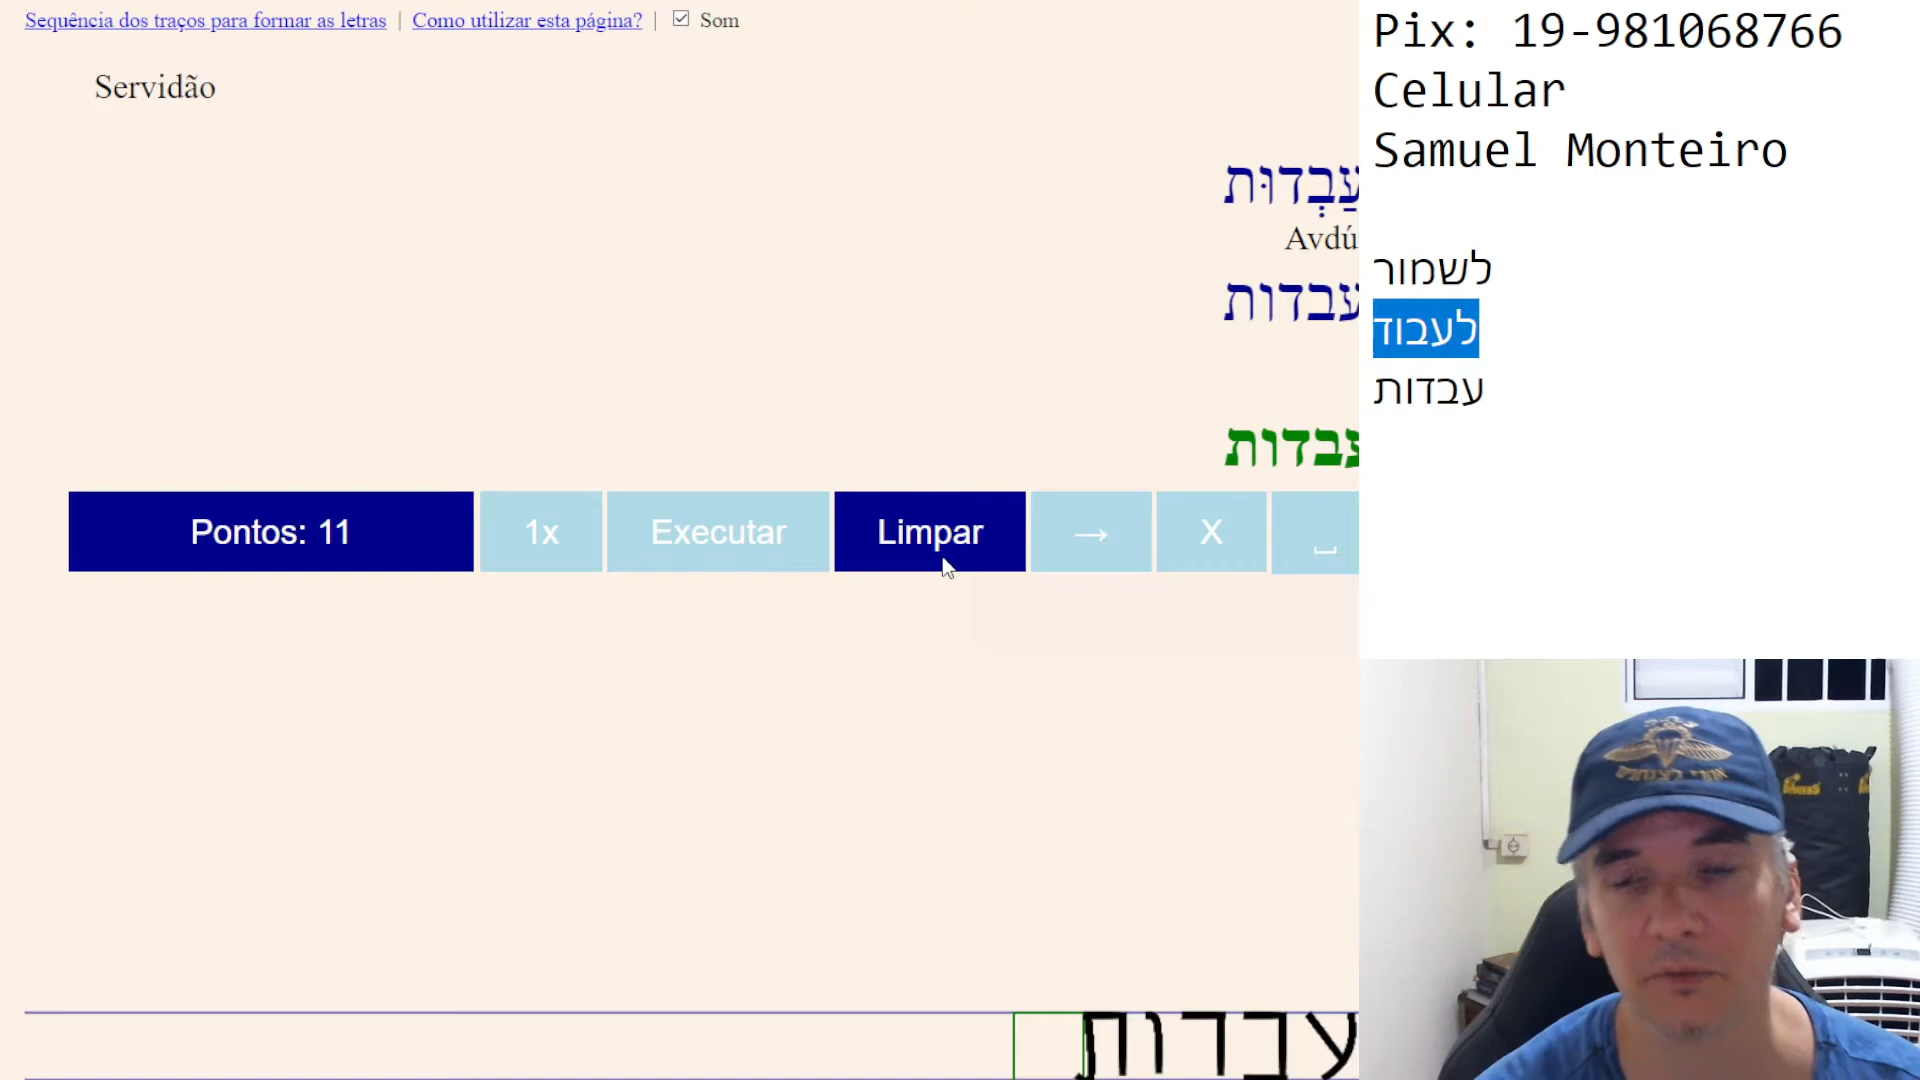 Sequência dos traços para formar as letras | Como utilizar esta página? | Som
Servidão
עַבְדוּת
Avdú
עבדות
עבדות
Pontos: 11
1x
Executar
Limpar
→
X
עבדות
Pix: 19-981068766
Celular
Samuel Monteiro
לשמור
לעבוד
עבדות